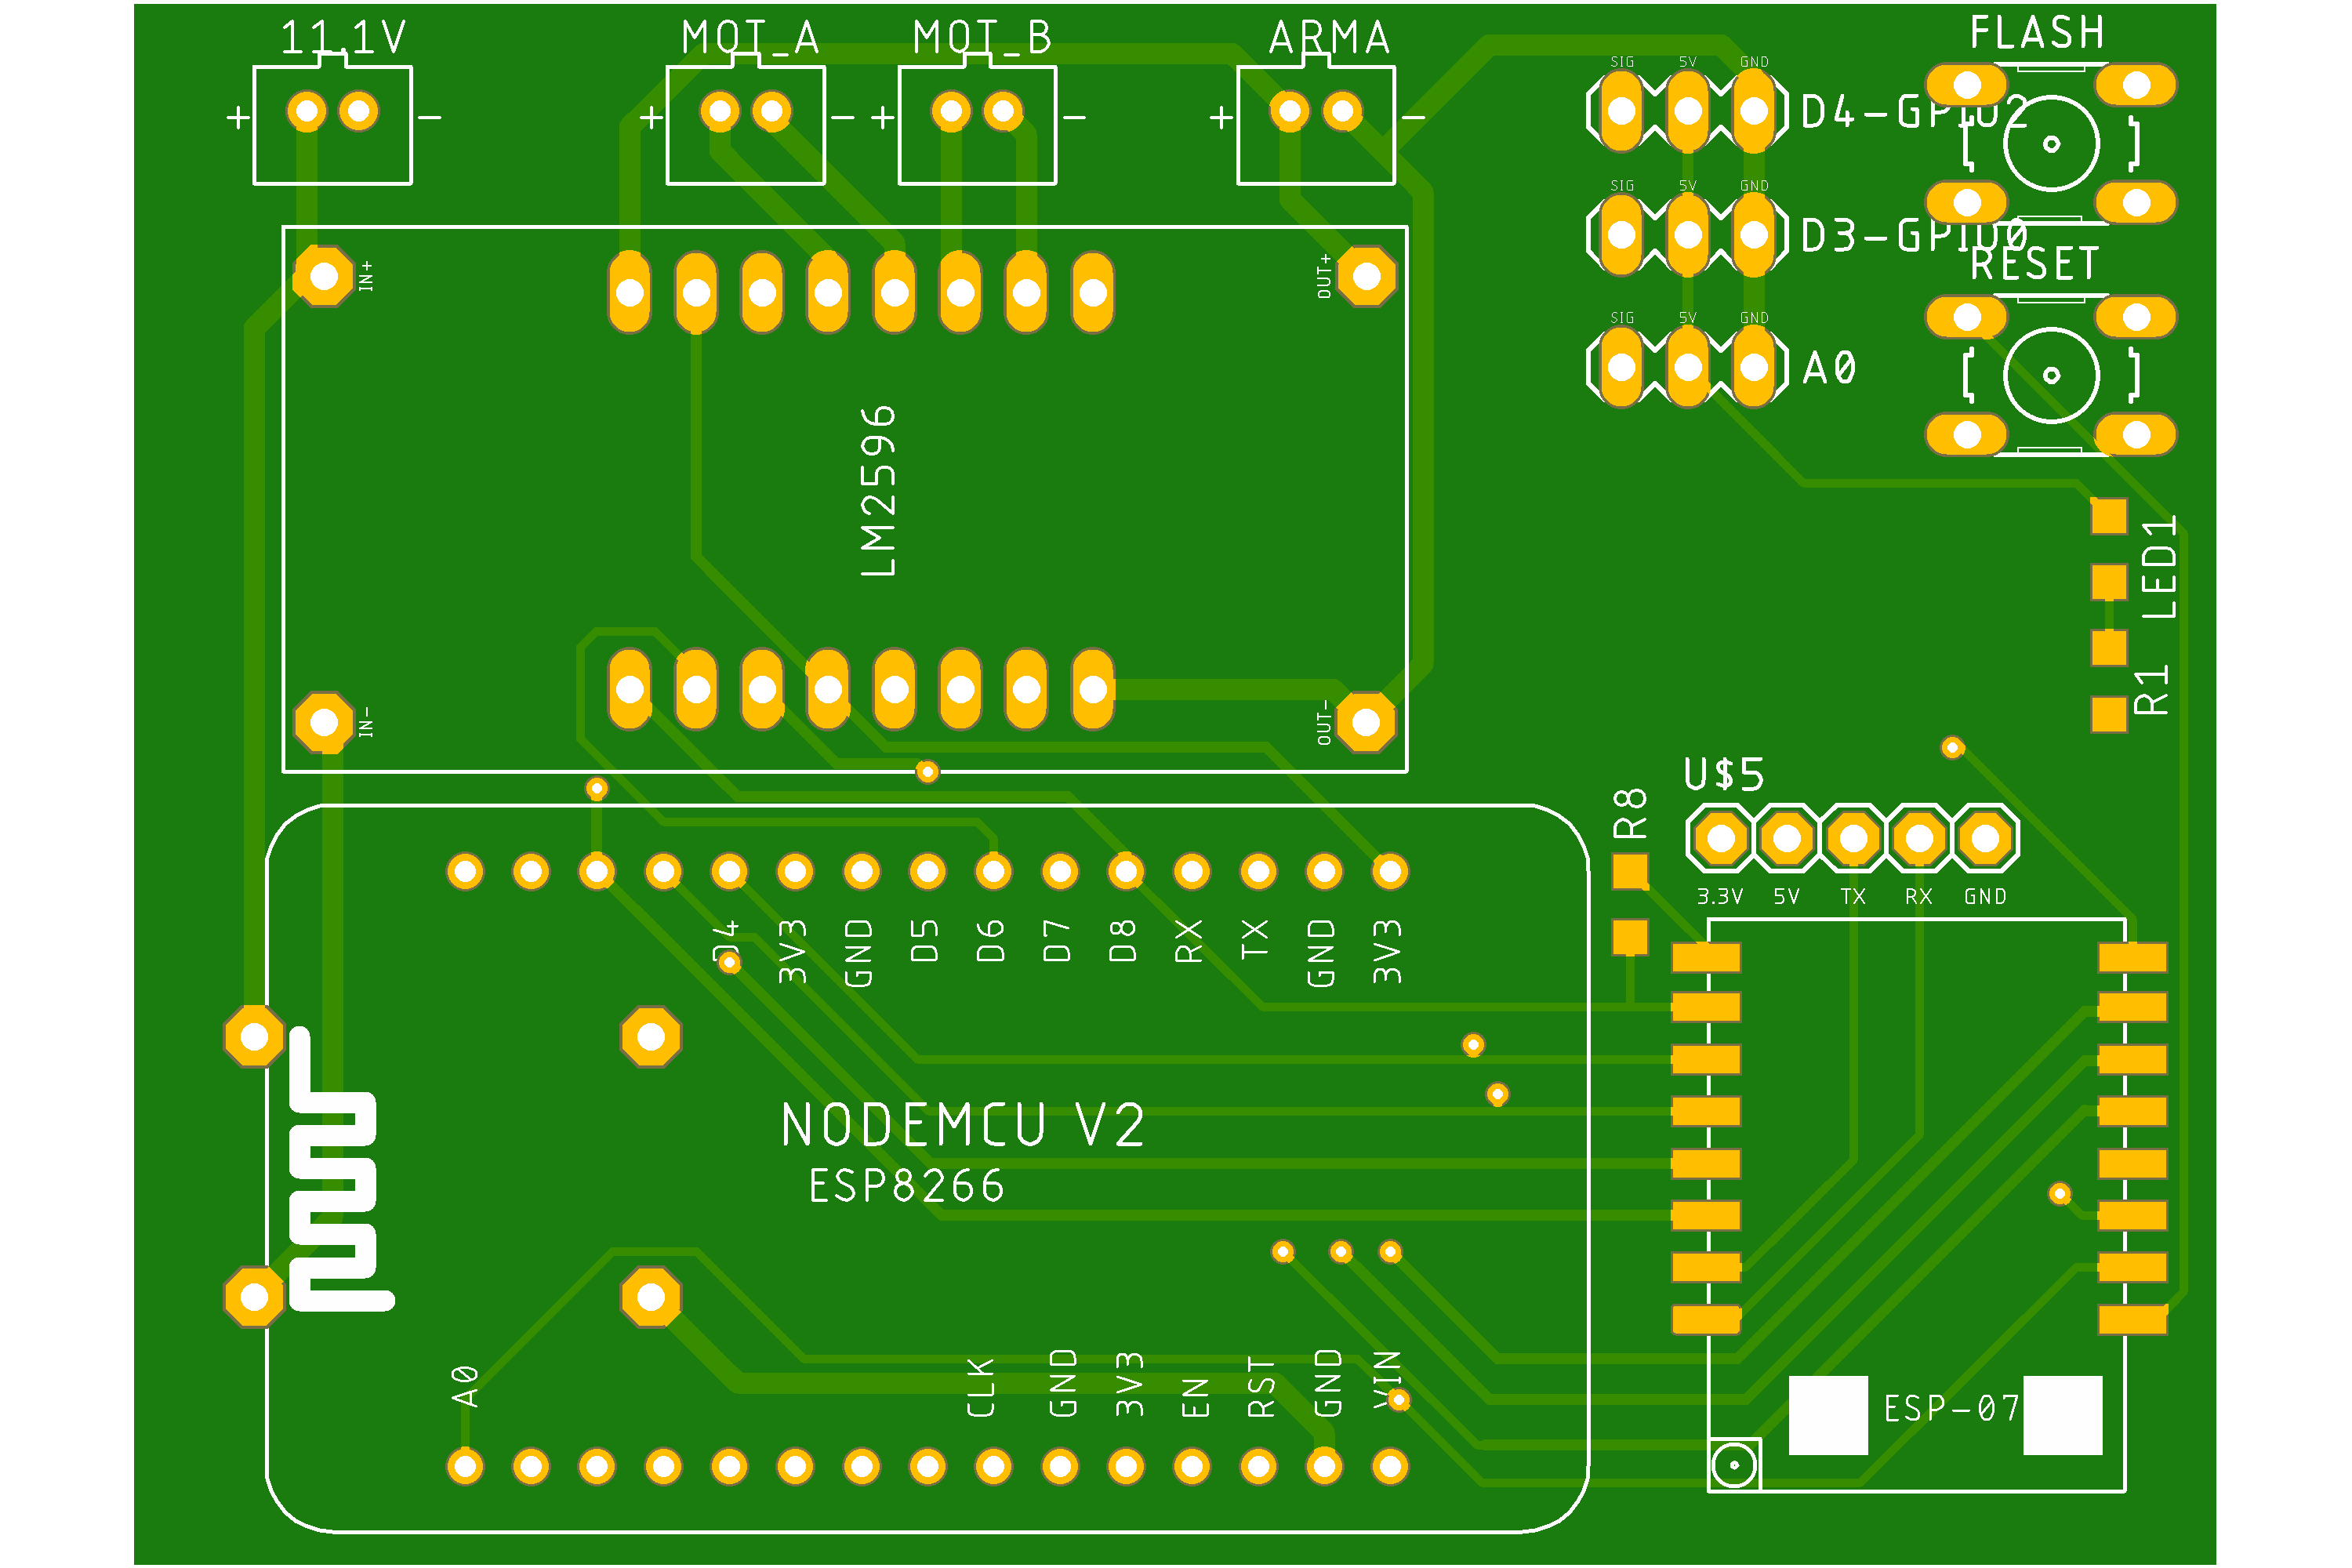 11.1V
MOT_A
MOT_B
ARMA
FLASH
+
-
+
-
+
-
+
-
SIG 5V GND
D4-GPIO2
SIG 5V GND
D3-GPIO0
RESET
IN+
OUT+
SIG 5V GND
A0
LM2596
LED1
R1
IN-
OUT-
U$5
R8
3.3V 5V TX RX GND
D4 3V3 GND D5 D6 D7 D8 RX TX GND 3V3
NODEMCU V2
ESP8266
A0 CLK GND 3V3 EN RST GND VIN
ESP-07